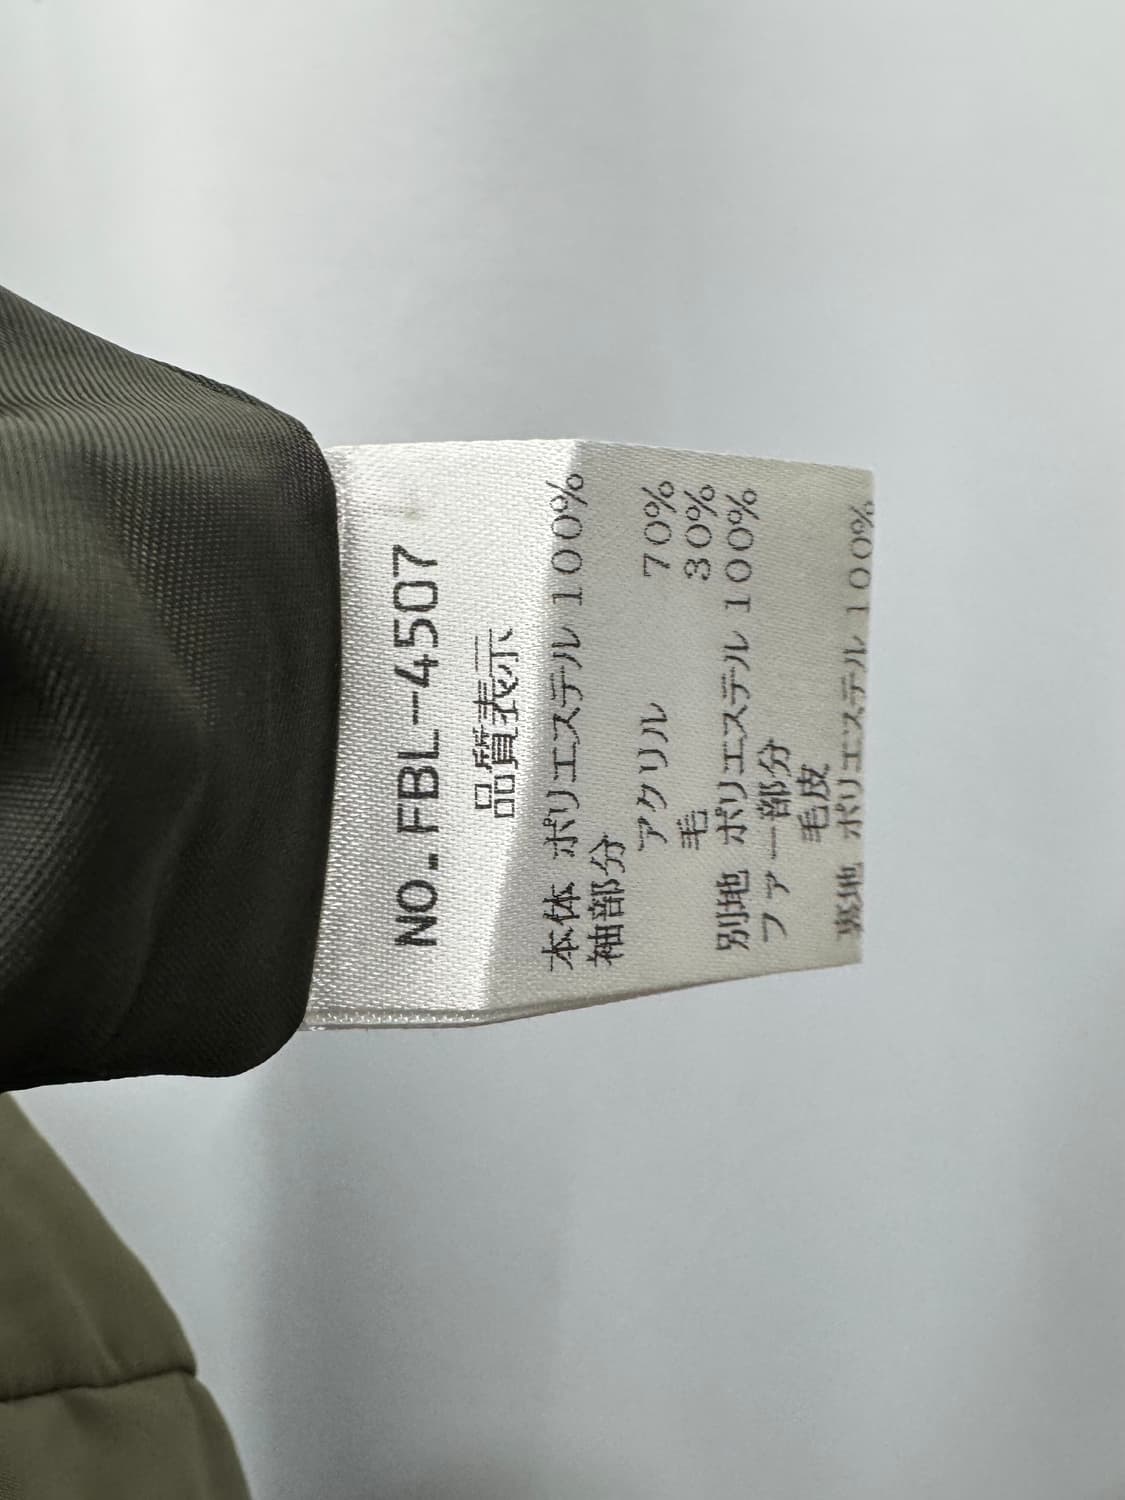 NO.FBL-4507
品質表示
本体 ポリエステル 100%
袖部分
アクリル 70%
毛 30%
別地 ポリエステル 100%
ファー部分
毛皮
裏地 ポリエステル 100%